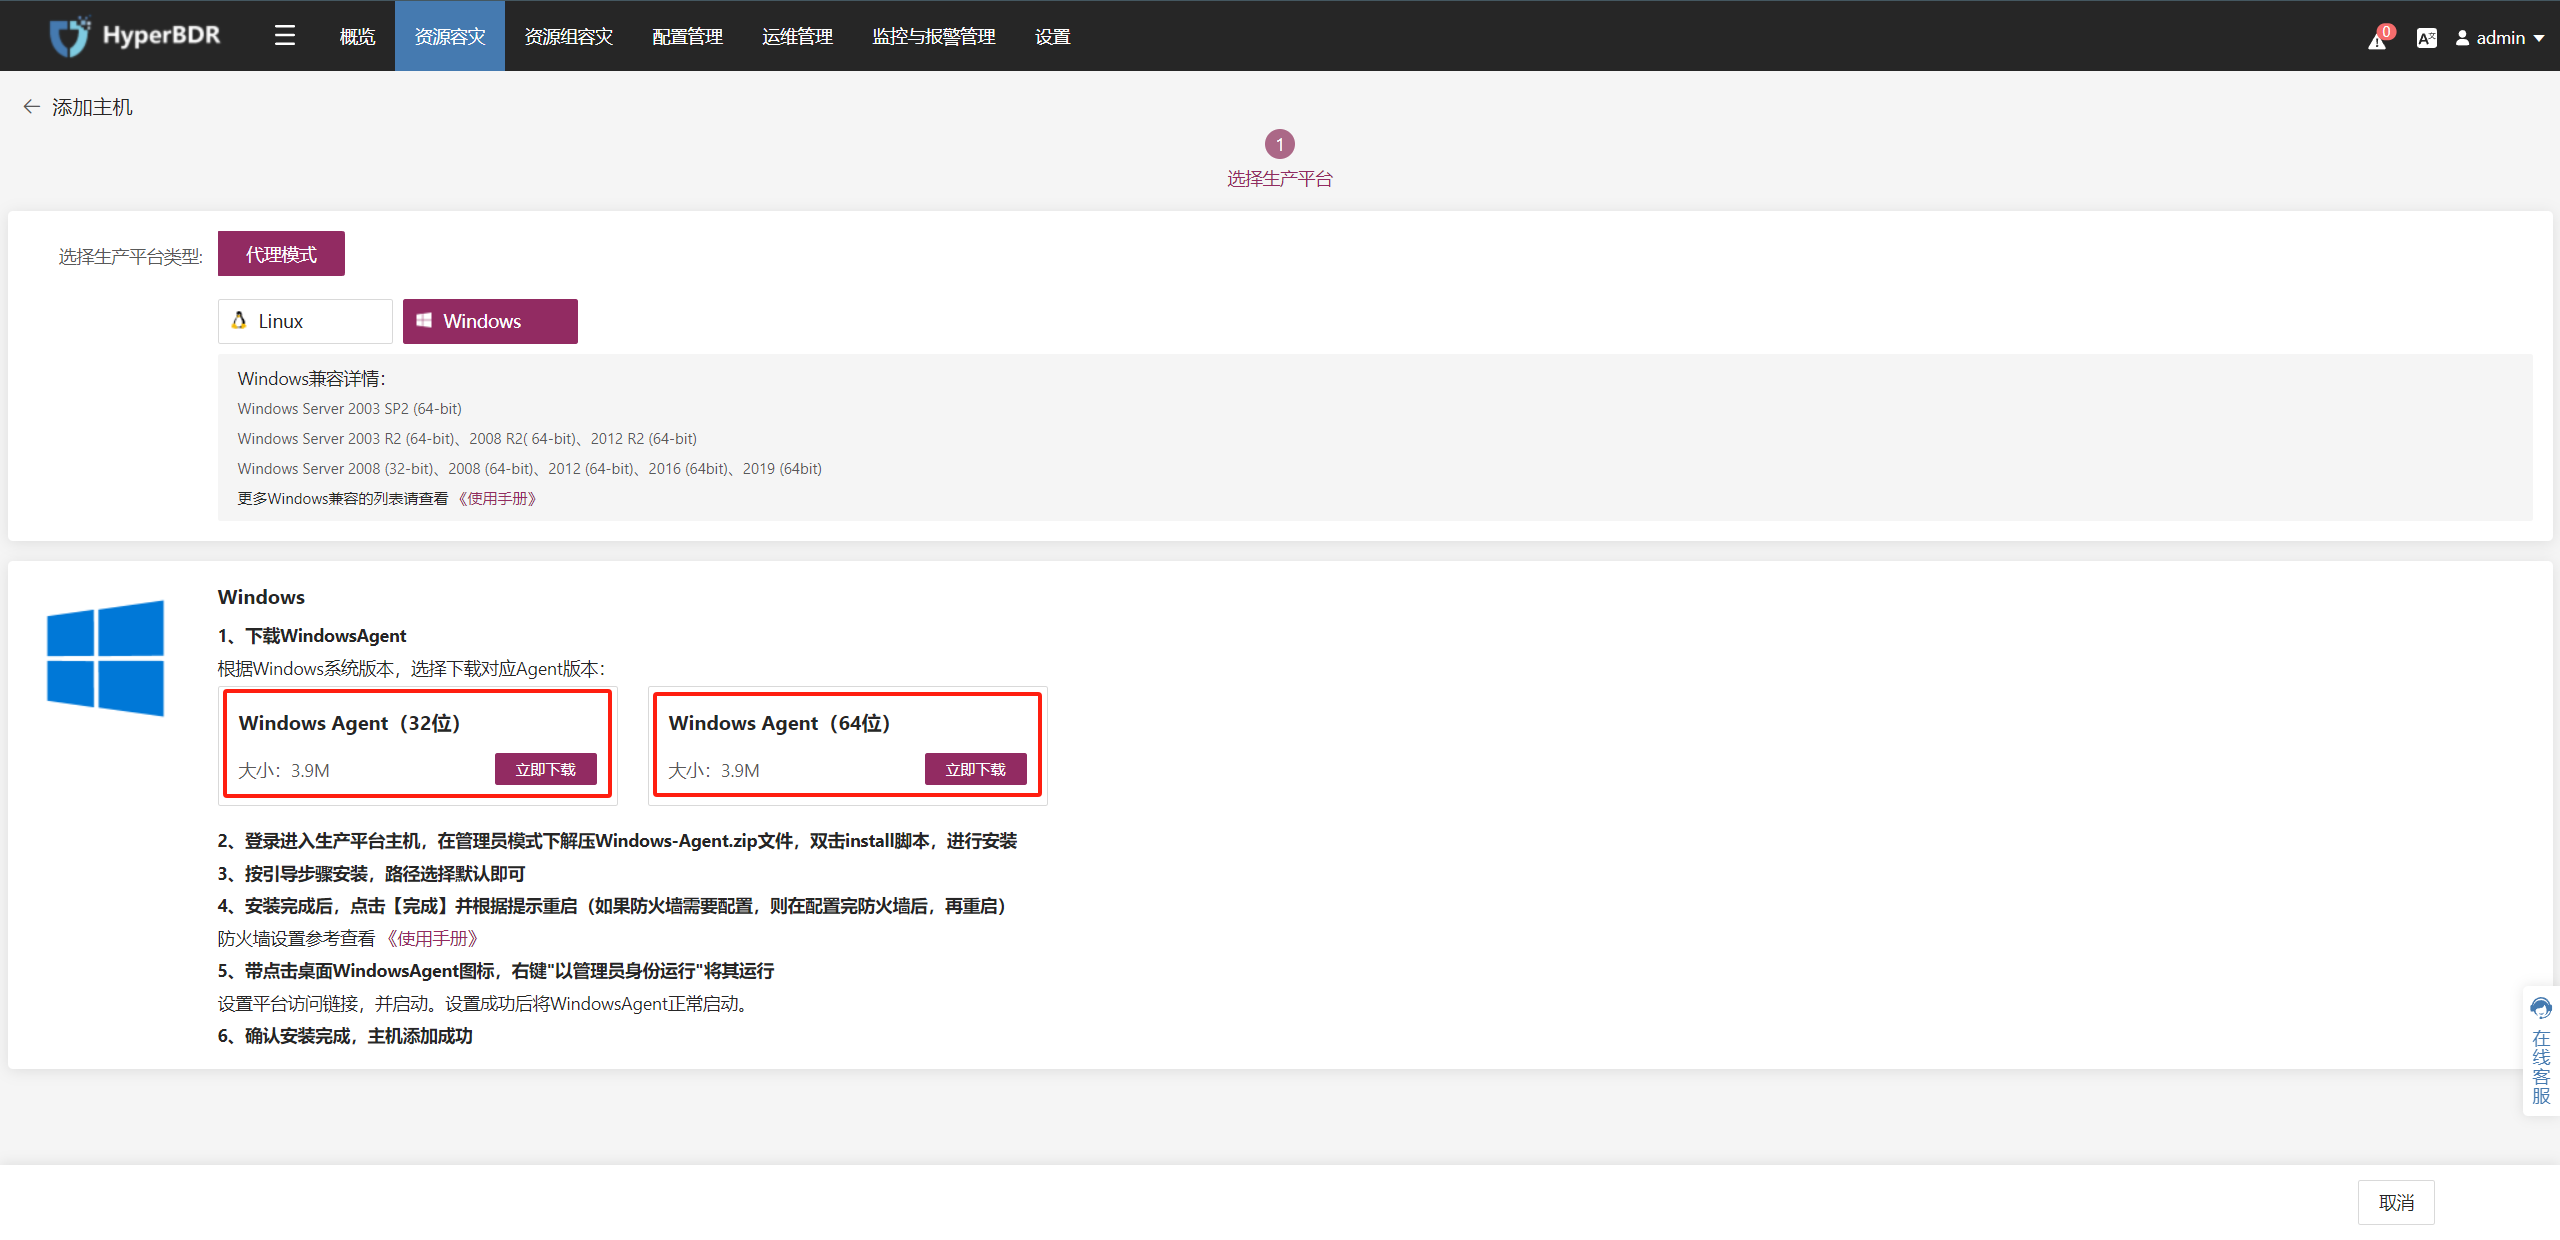 HyperBDR
概览 资源容灾 资源组容灾 配置管理 运维管理 监控与报警管理 设置
0
admin
添加主机
1
选择生产平台
选择生产平台类型:
代理模式
Linux
Windows
Windows兼容详情：
Windows Server 2003 SP2 (64-bit)
Windows Server 2003 R2 (64-bit)、2008 R2( 64-bit)、2012 R2 (64-bit)
Windows Server 2008 (32-bit)、2008 (64-bit)、2012 (64-bit)、2016 (64bit)、2019 (64bit)
更多Windows兼容的列表请查看《使用手册》
Windows
1、下载WindowsAgent
根据Windows系统版本，选择下载对应Agent版本：
Windows Agent（32位）
大小：3.9M
立即下载
Windows Agent（64位）
大小：3.9M
立即下载
2、登录进入生产平台主机，在管理员模式下解压Windows-Agent.zip文件，双击install脚本，进行安装
3、按引导步骤安装，路径选择默认即可
4、安装完成后，点击【完成】并根据提示重启（如果防火墙需要配置，则在配置完防火墙后，再重启）
防火墙设置参考查看《使用手册》
5、带点击桌面WindowsAgent图标，右键"以管理员身份运行"将其运行
设置平台访问链接，并启动。设置成功后将WindowsAgent正常启动。
6、确认安装完成，主机添加成功
在线客服
取消